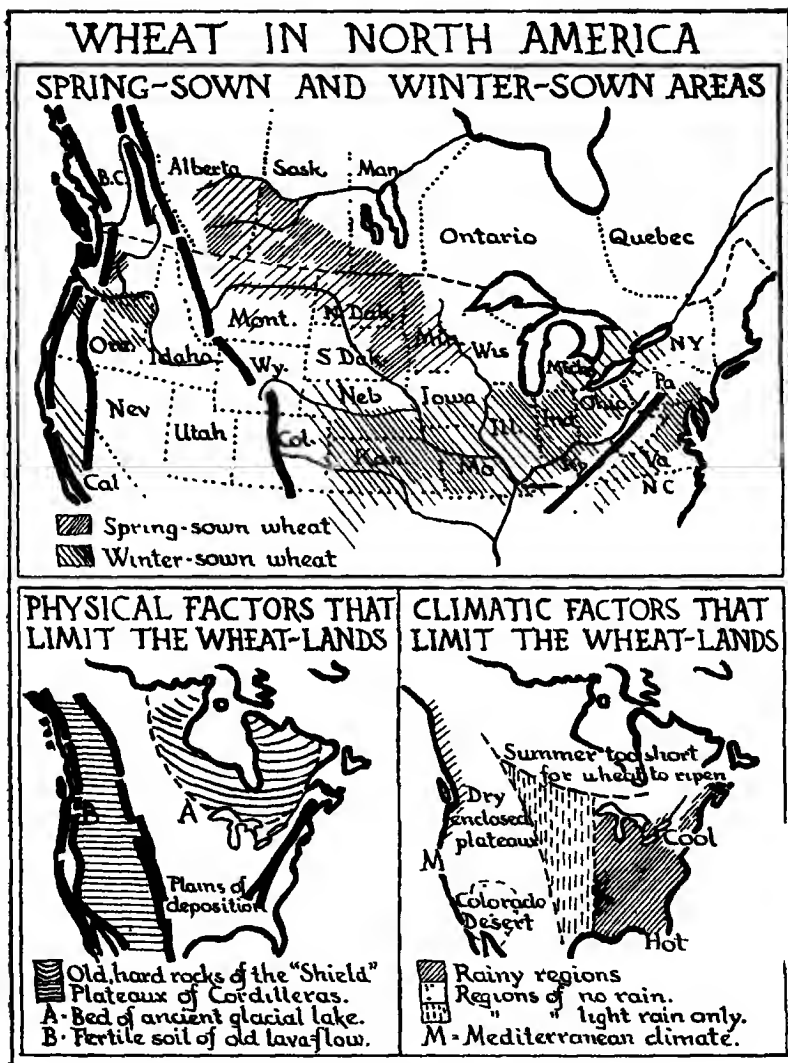 WHEAT IN NORTH AMERICA
SPRING-SOWN AND WINTER-SOWN AREAS
B.C. Alberta Sask. Man.
Ontario Quebec
Mont. N.Dak. Min. Wis Mich. NY
Ore. Idaho Wy. S Dak. Pa
Nev Utah Neb Iowa Ill. Ind. Ohio
Col. Kan. Mo Ky Va
Cal NC
Spring-sown wheat
Winter-sown wheat
PHYSICAL FACTORS THAT
LIMIT THE WHEAT-LANDS
B A
Plains of
deposition
Old, hard rocks of the "Shield"
Plateaux of Cordilleras.
A- Bed of ancient glacial lake.
B- Fertile soil of old lava-flow.
CLIMATIC FACTORS THAT
LIMIT THE WHEAT-LANDS
Summer too short
for wheat to ripen
Dry
enclosed
plateaux
Cool
M
Colorado
Desert
Hot
Rainy regions
Regions of no rain.
" " light rain only.
M = Mediterranean climate.